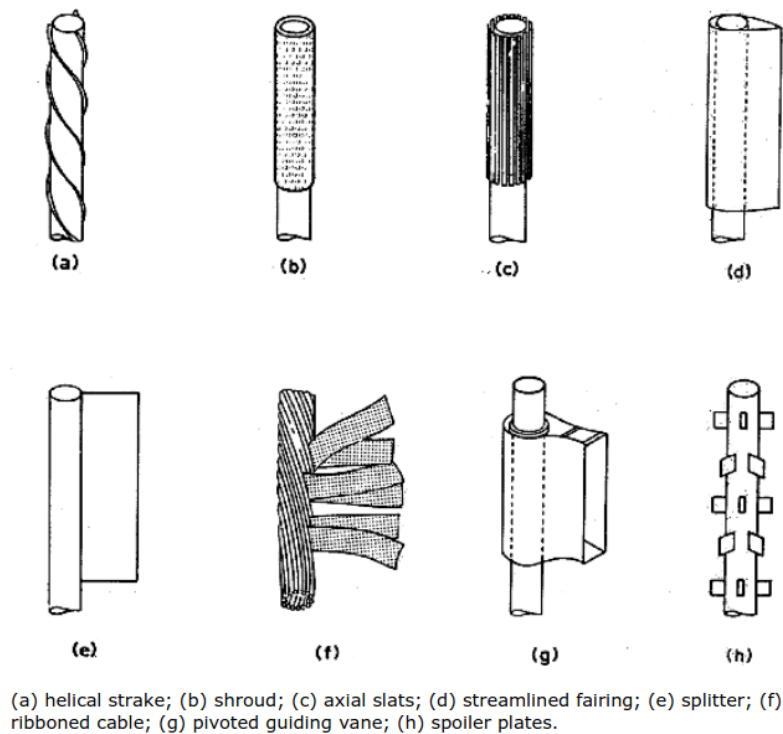 (a)
(b)
(c)
(d)
(e)
(f)
(g)
(h)
(a) helical strake; (b) shroud; (c) axial slats; (d) streamlined fairing; (e) splitter; (f)
ribboned cable; (g) pivoted guiding vane; (h) spoiler plates.